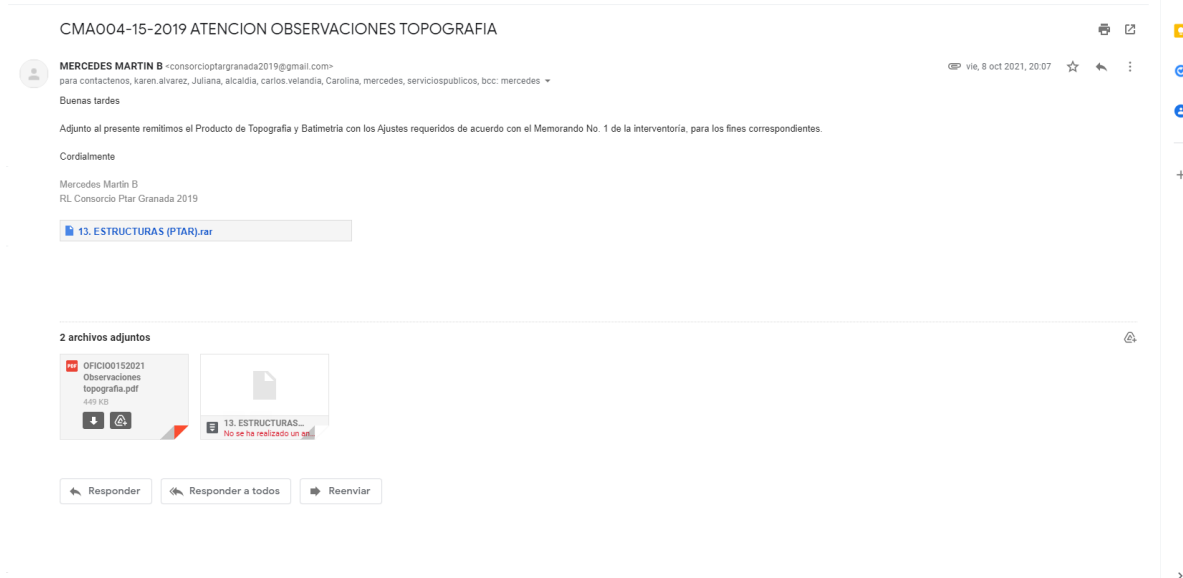 CMA004-15-2019 ATENCION OBSERVACIONES TOPOGRAFIA
MERCEDES MARTIN B <consorcioptargranada2019@gmail.com>
vie, 8 oct 2021, 20:07
para contactenos, karen.alvarez, Juliana, alcaldia, carlos.velandia, Carolina, mercedes, serviciospublicos, bcc: mercedes
Buenas tardes
Adjunto al presente remitimos el Producto de Topografia y Batimetria con los Ajustes requeridos de acuerdo con el Memorando No. 1 de la interventoría, para los fines correspondientes.
Cordialmente
Mercedes Martin B
RL Consorcio Ptar Granada 2019
13. ESTRUCTURAS (PTAR).rar
2 archivos adjuntos
PDF
OFICIO0152021
Observaciones
topografia.pdf
449 KB
13. ESTRUCTURAS...
No se ha realizado un an...
Responder
Responder a todos
Reenviar